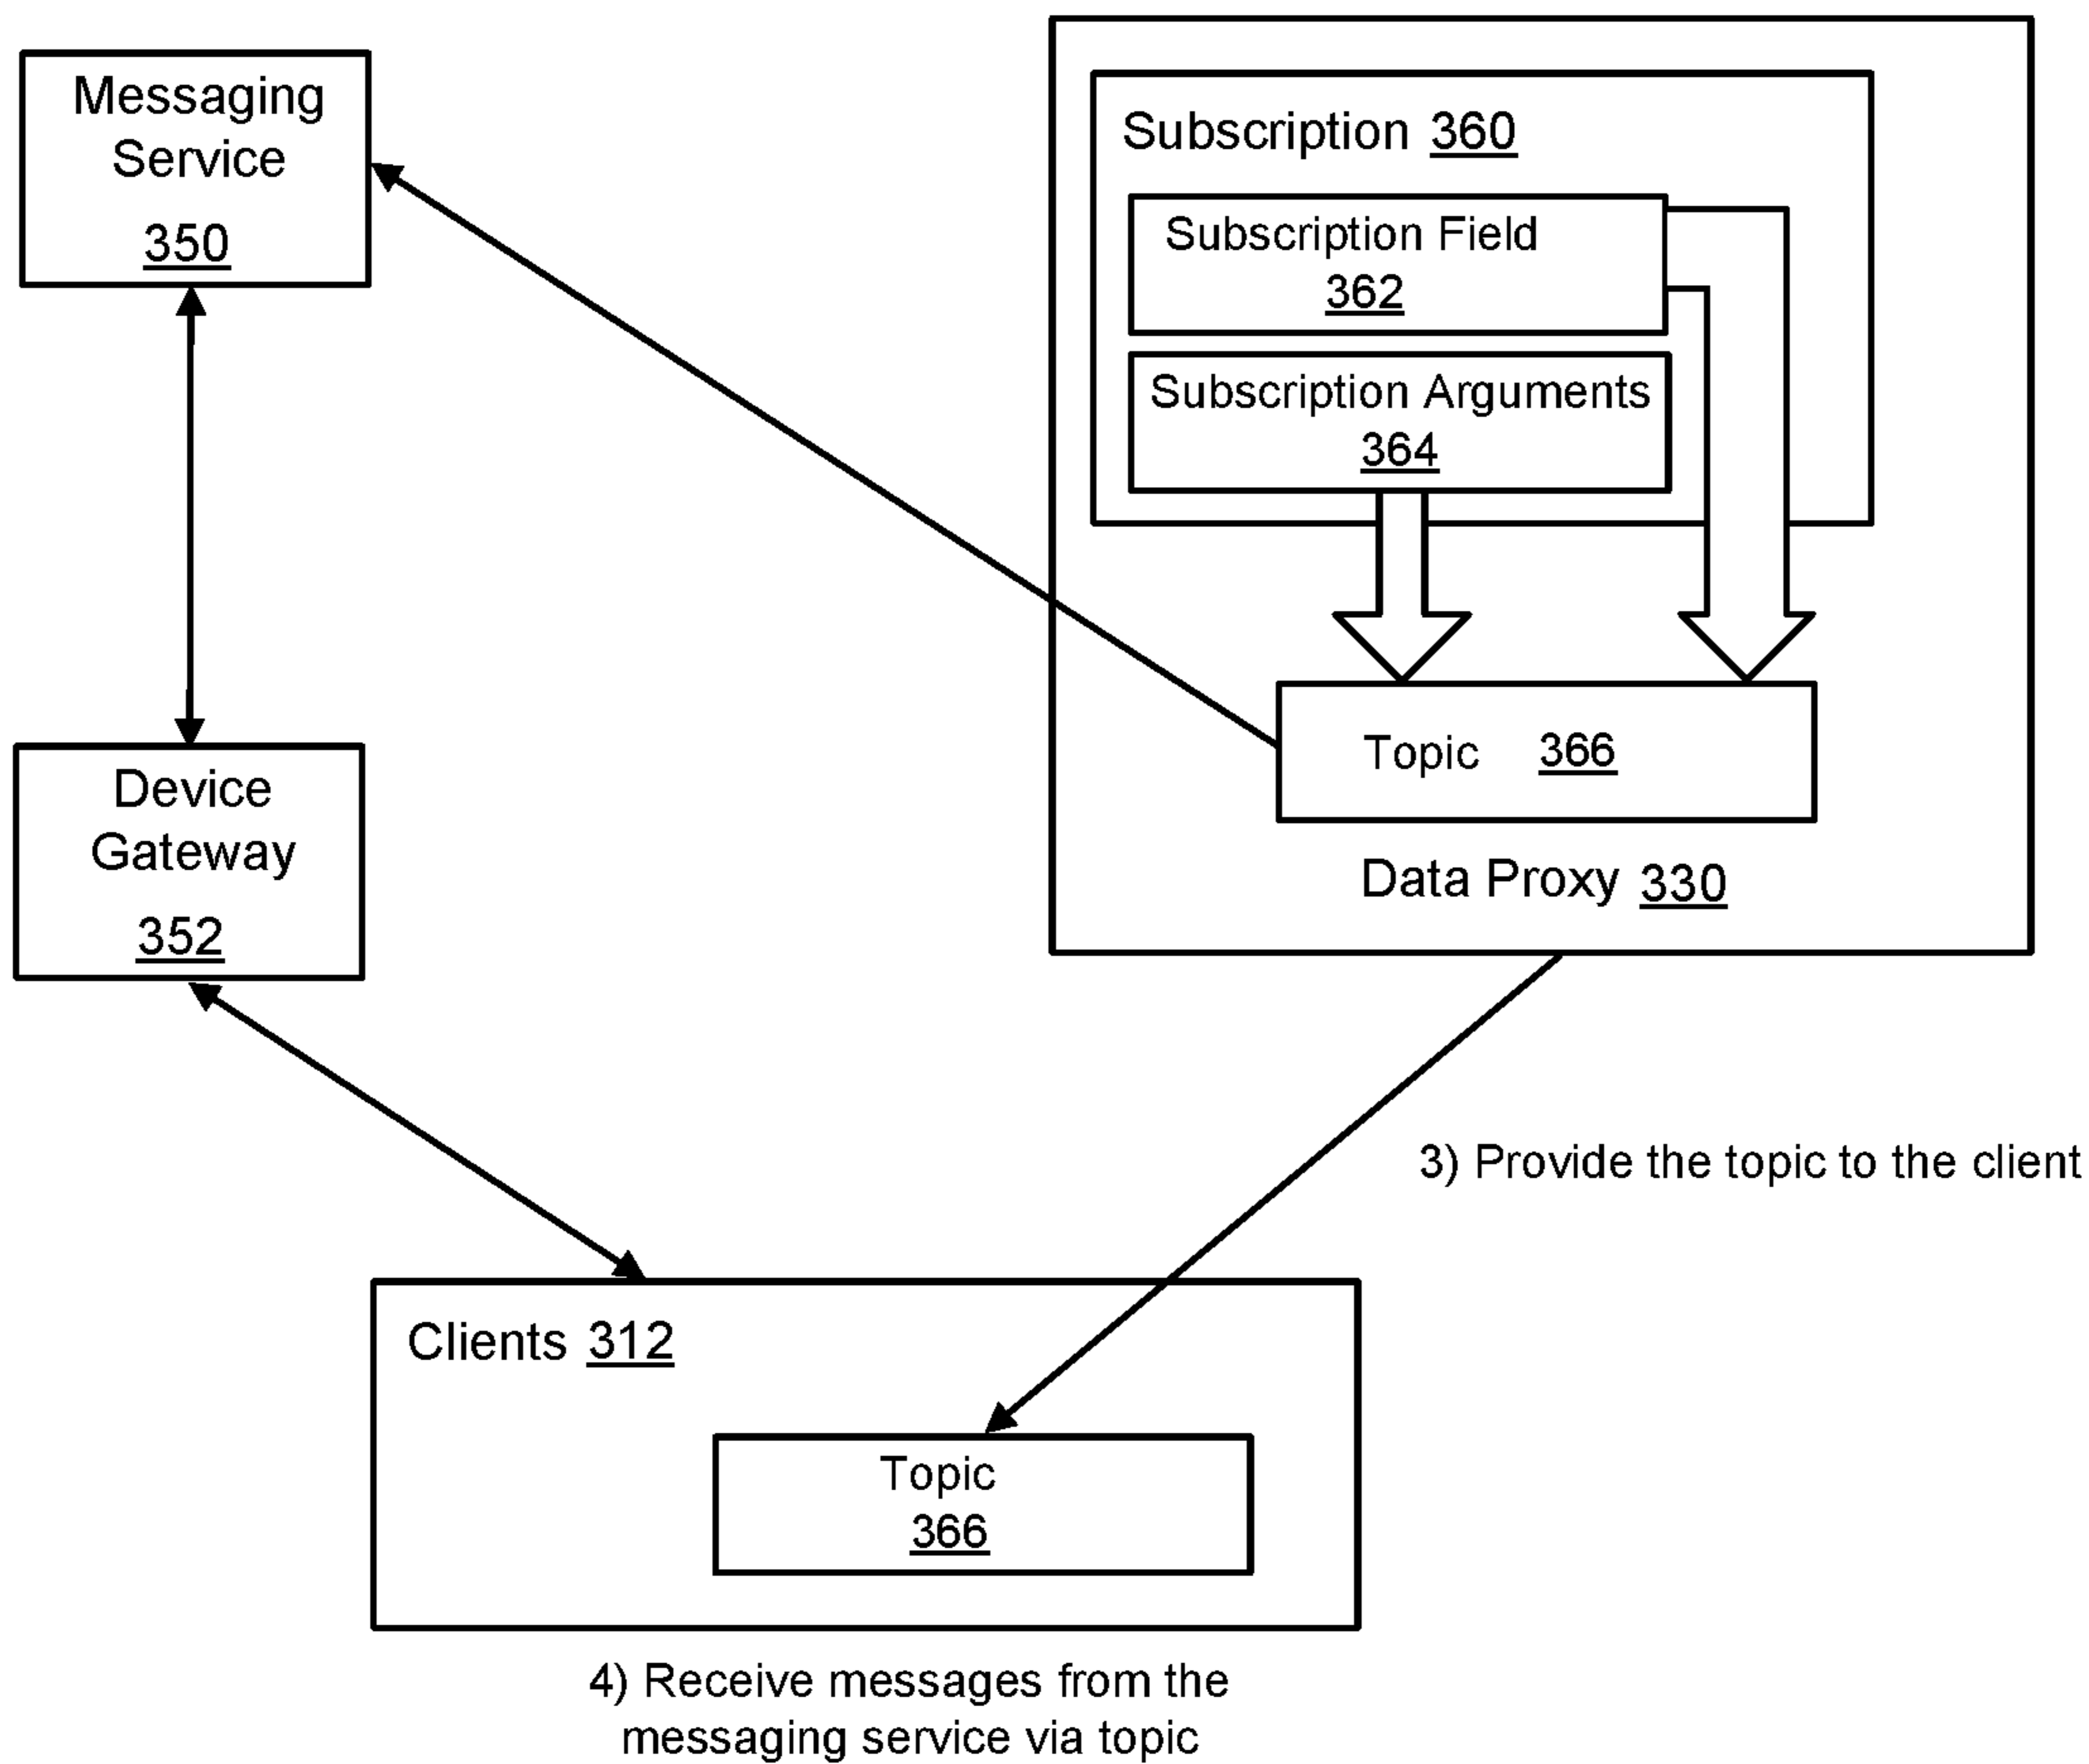 Messaging
Service
350
Subscription 360
Subscription Field
362
Subscription Arguments
364
Topic 366
Data Proxy 330
Device
Gateway
352
3) Provide the topic to the client
Clients 312
Topic
366
4) Receive messages from the
messaging service via topic